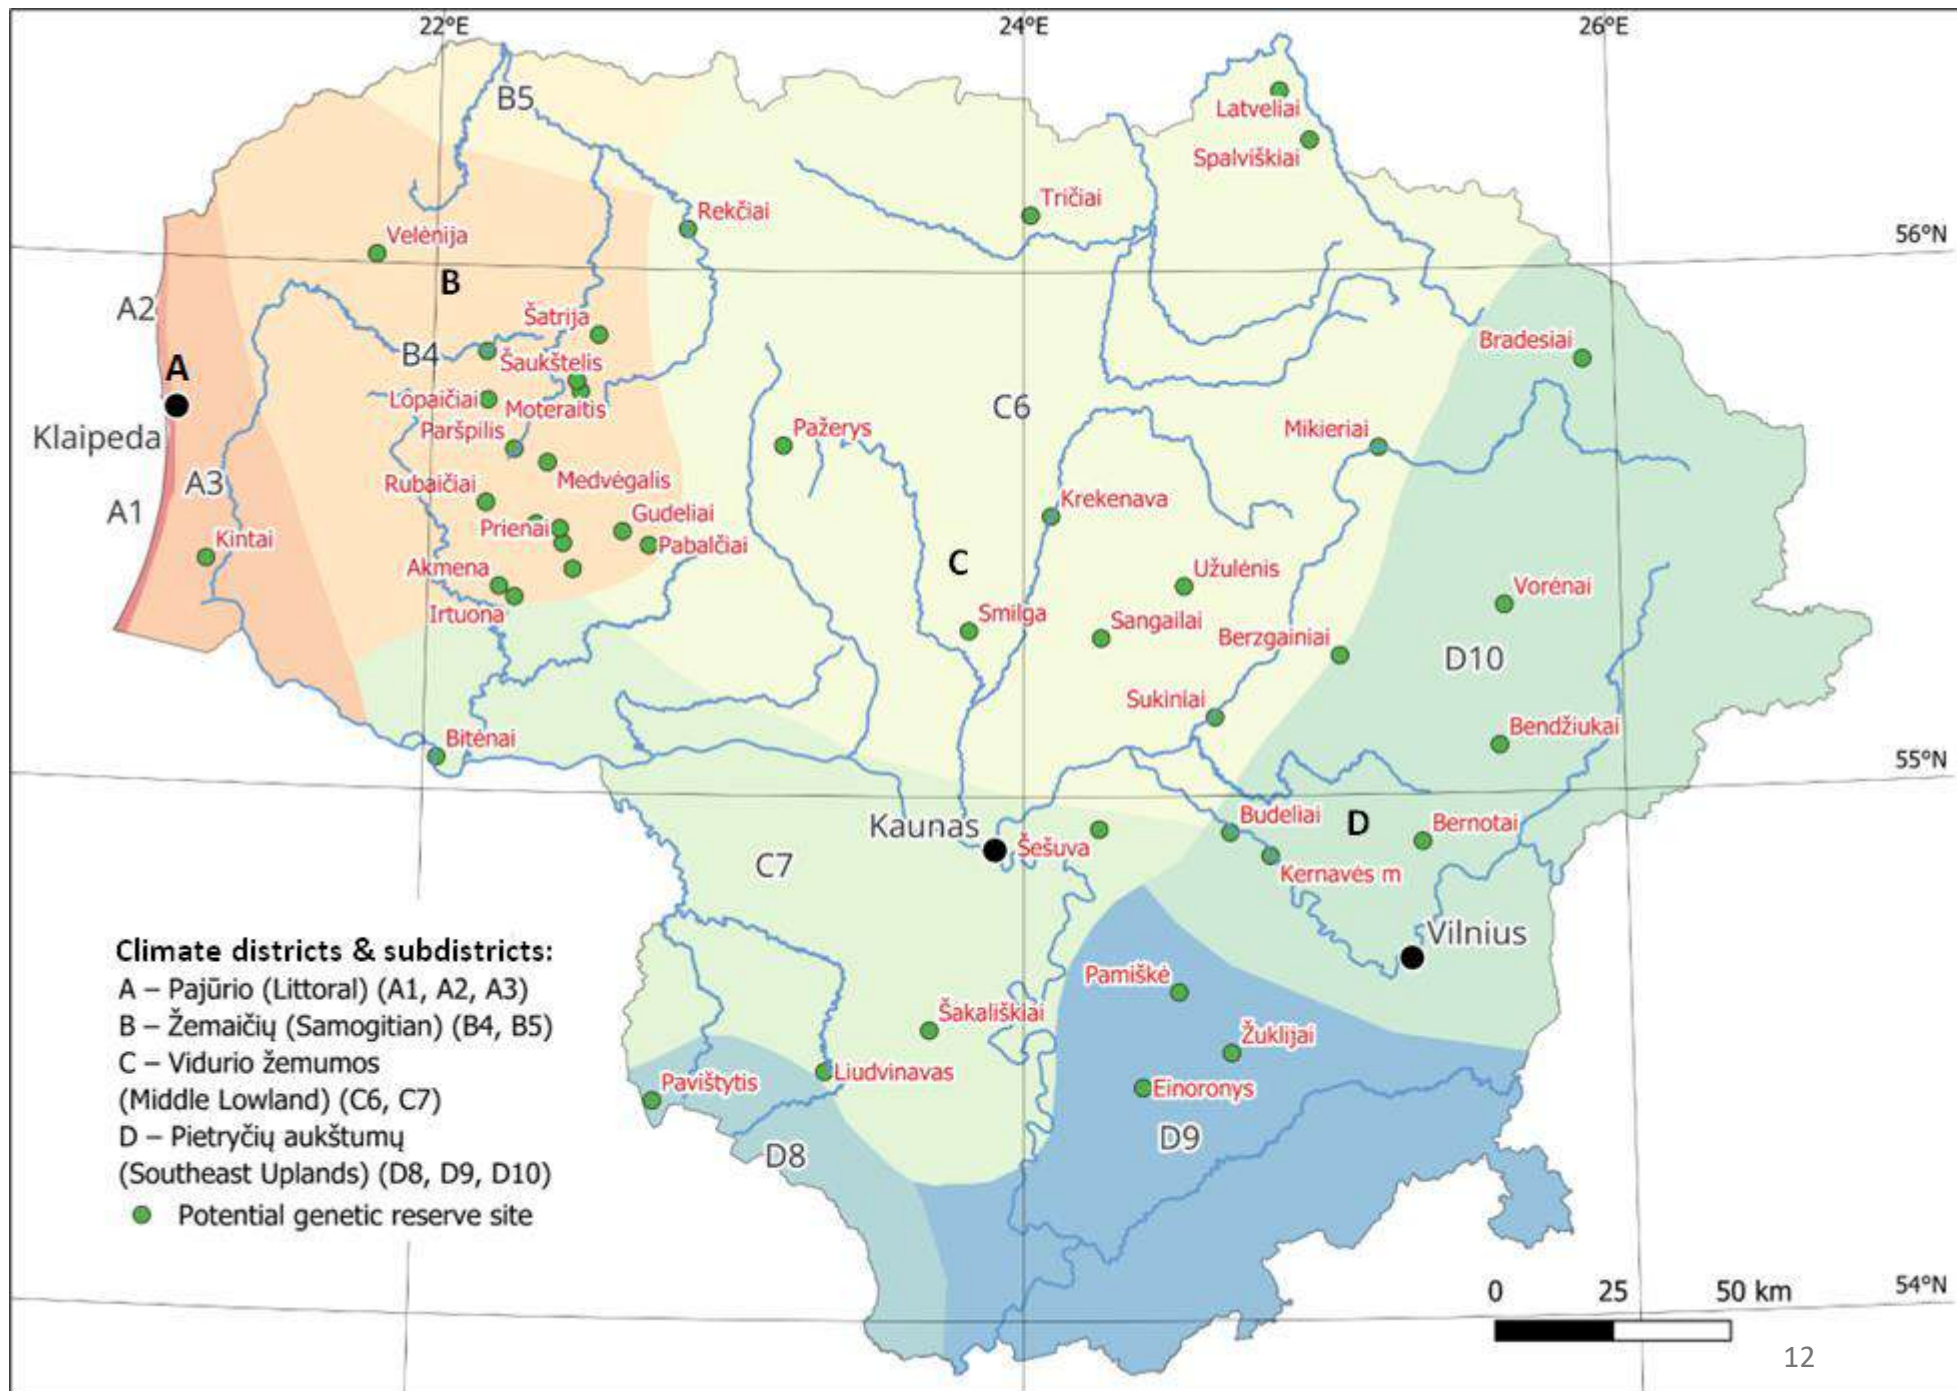 22°E
24°E
26°E
B5
Latveliai
Spalviškiai
Rekčiai
Tričiai
Velėnija
56°N
B
A2
Šatrija
Bradesiai
B4
Šaukštelis
A
Lopaičiai
Moteraitis
C6
Klaipeda
Paršpilis
Pažerys
Mikieriai
A3
Rubaičiai
Medvėgalis
Krekenava
A1
Prienai
Gudeliai
Kintai
Pabalčiai
C
Akmena
Užulėnis
Vorėnai
Irtuona
Smilga
Sangailai
Berzgainiai
D10
Sukiniai
Bitėnai
Bendžiukai
55°N
Kaunas
Šešuva
Budeliai
D
Bernotai
C7
Kernavės m
Vilnius
Climate districts & subdistricts:
A – Pajūrio (Littoral) (A1, A2, A3)
B – Žemaičių (Samogitian) (B4, B5)
C – Vidurio žemumos
(Middle Lowland) (C6, C7)
D – Pietryčių aukštumų
(Southeast Uplands) (D8, D9, D10)
Potential genetic reserve site
Pamiškė
Šakališkiai
Žuklijai
Pavištytis
Liudvinavas
Einoronys
D8
D9
54°N
0 25 50 km
12